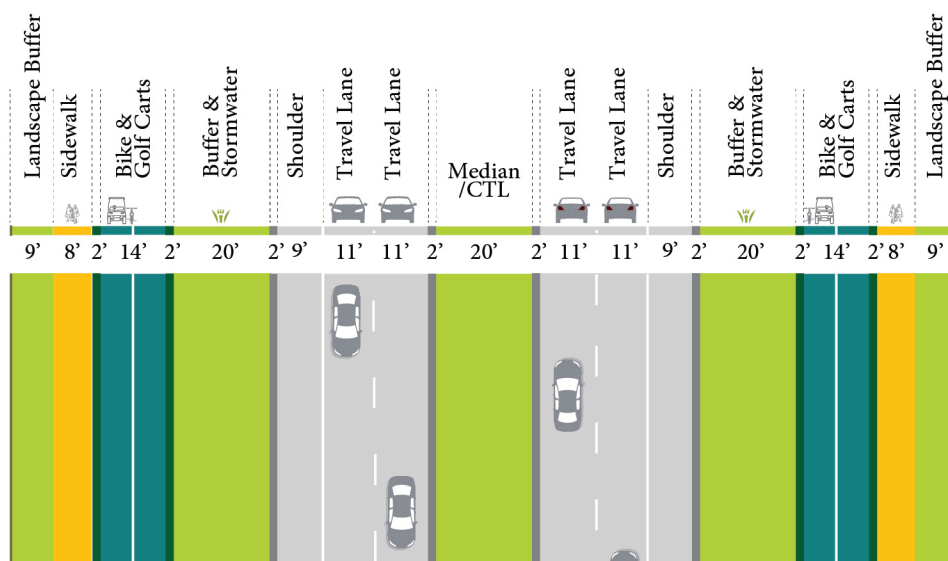 Landscape Buffer
Sidewalk
Bike &
Golf Carts
Buffer &
Stormwater
Shoulder
Travel Lane
Travel Lane
Median
/CTL
Travel Lane
Travel Lane
Shoulder
Buffer &
Stormwater
Bike &
Golf Carts
Sidewalk
Landscape Buffer
9’ 8’ 2’ 14’ 2’ 20’ 2’ 9’ 11’ 11’ 2’ 20’ 2’ 11’ 11’ 9’ 2’ 20’ 2’ 14’ 2’ 8’ 9’